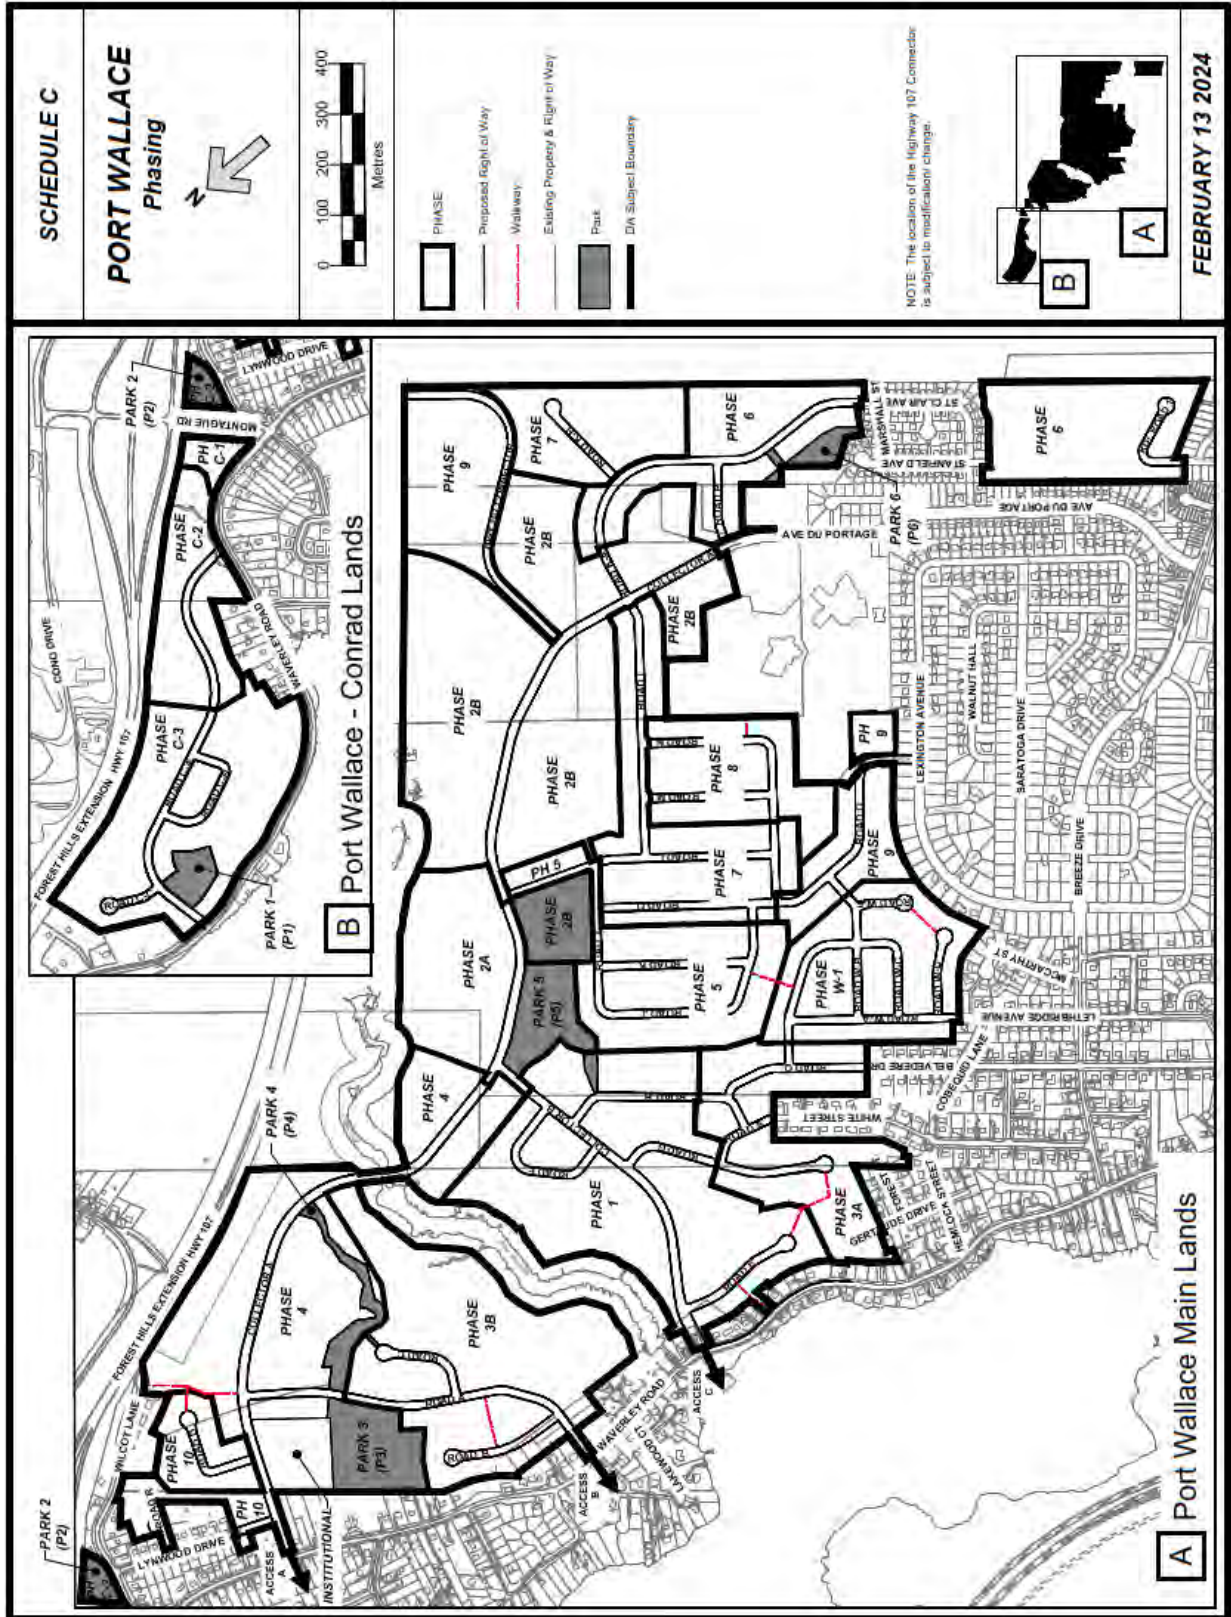 SCHEDULE C
PORT WALLACE
Phasing
N
0 100 200 300 400
Metres
PHASE
Proposed Right of Way
Walkway
Existing Property & Right of Way
Park
DA Subject Boundary
NOTE: The location of the Highway 107 Connector
is subject to modification/ change.
B
A
FEBRUARY 13 2024
CONO DRIVE
FOREST HILLS EXTENSION HWY 107
PARK 2
(P2)
MONTAGUE RD
LYNWOOD DRIVE
PH
C-1
PHASE
C-2
PHASE
C-3
WAVERLEY ROAD
PARK 1
(P1)
B Port Wallace - Conrad Lands
PARK 2
(P2)
WILCOT LANE
FOREST HILLS EXTENSION HWY 107
PARK 4
(P4)
LYNWOOD DRIVE
PH
10
PHASE
10
ACCESS
A
INSTITUTIONAL
COLLECTOR A
PHASE
4
PARK 3
(P3)
PHASE
3B
ROAD R
ACCESS
B
WAVERLEY ROAD
LAKEWOOD CT
ACCESS
C
PHASE
4
PHASE
1
PHASE
3A
GERTRUDE DRIVE
FOREST
HEMLOCK STREET
WHITE STREET
BELVEDERE DR
COBEQUID LANE
LETHBRIDGE AVENUE
MCCARTHY ST
PHASE
2A
PARK 5
(P5)
PHASE
2B
PH 5
PHASE
5
PHASE
W-1
PHASE
7
PHASE
8
PHASE
9
PH
9
PHASE
2B
PHASE
2B
PHASE
2B
PHASE
2B
PHASE
9
PHASE
7
PHASE
6
ROAD I
AVE DU PORTAGE
PARK 6
(P6)
STANFIELD AVE
MARSHALL ST
ST CLAIR AVE
PHASE
6
AVE DU PORTAGE
LEXINGTON AVENUE
WALNUT HALL
SARATOGA DRIVE
BREEZE DRIVE
A Port Wallace Main Lands